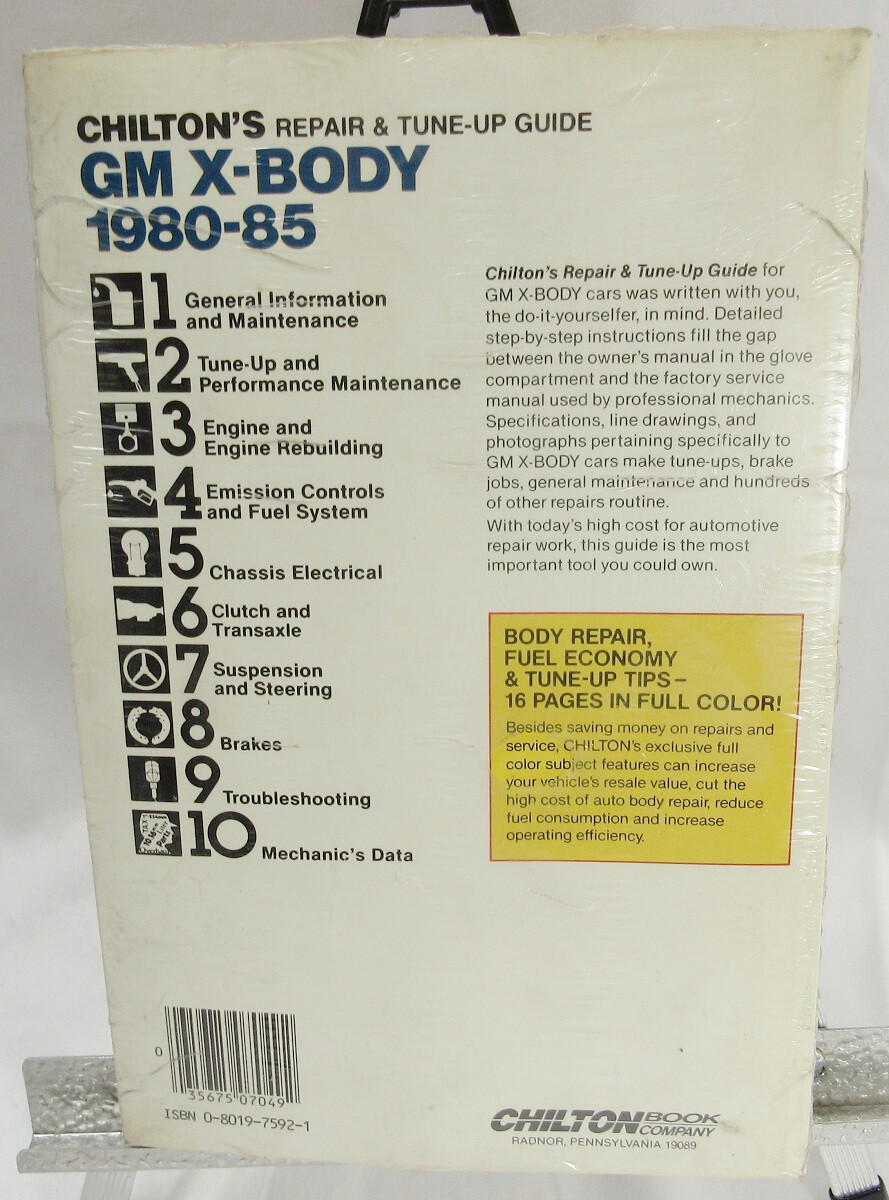 CHILTON'S REPAIR & TUNE-UP GUIDE
GM X-BODY
1980-85
1 General Information
and Maintenance
2 Tune-Up and
Performance Maintenance
3 Engine and
Engine Rebuilding
4 Emission Controls
and Fuel System
5 Chassis Electrical
6 Clutch and
Transaxle
7 Suspension
and Steering
8 Brakes
9 Troubleshooting
10 Mechanic's Data
Chilton's Repair & Tune-Up Guide for
GM X-BODY cars was written with you,
the do-it-yourselfer, in mind. Detailed
step-by-step instructions fill the gap
between the owner's manual in the glove
compartment and the factory service
manual used by professional mechanics.
Specifications, line drawings, and
photographs pertaining specifically to
GM X-BODY cars make tune-ups, brake
jobs, general maintenance and hundreds
of other repairs routine.
With today's high cost for automotive
repair work, this guide is the most
important tool you could own.
BODY REPAIR,
FUEL ECONOMY
& TUNE-UP TIPS—
16 PAGES IN FULL COLOR!
Besides saving money on repairs and
service, CHILTON's exclusive full
color subject features can increase
your vehicle's resale value, cut the
high cost of auto body repair, reduce
fuel consumption and increase
operating efficiency.
0
35675 07049
ISBN 0-8019-7592-1
CHILTON BOOK
COMPANY
RADNOR, PENNSYLVANIA 19089